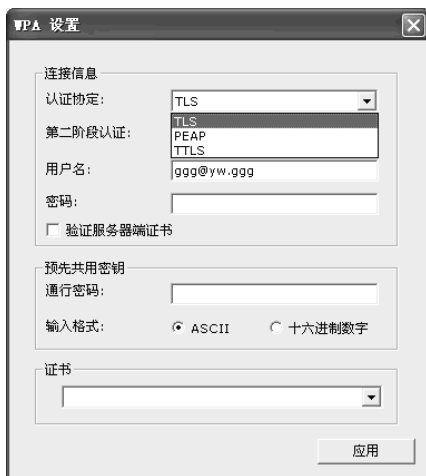 WPA 设置
连接信息
认证协定: TLS
TLS
第二阶段认证: PEAP
TTLS
用户名: ggg@yw.ggg
密码:
验证服务器端证书
预先共用密钥
通行密码:
输入格式: ASCII 十六进制数字
证书
应用